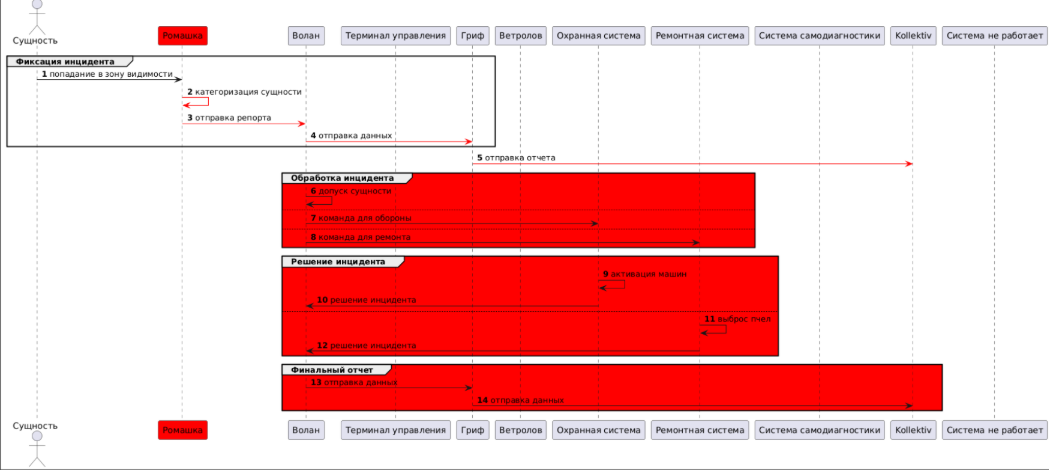 Сущность
Ромашка
Волан
Терминал управления
Гриф
Ветролов
Охранная система
Ремонтная система
Система самодиагностики
Kollektiv
Система не работает
Фиксация инцидента
1 попадание в зону видимости
2 категоризация сущности
3 отправка репорта
4 отправка данных
5 отправка отчета
Обработка инцидента
6 допуск сущности
7 команда для обороны
8 команда для ремонта
Решение инцидента
9 активация машин
10 решение инцидента
11 выброс пчел
12 решение инцидента
Финальный отчет
13 отправка данных
14 отправка данных
Сущность
Ромашка
Волан
Терминал управления
Гриф
Ветролов
Охранная система
Ремонтная система
Система самодиагностики
Kollektiv
Система не работает